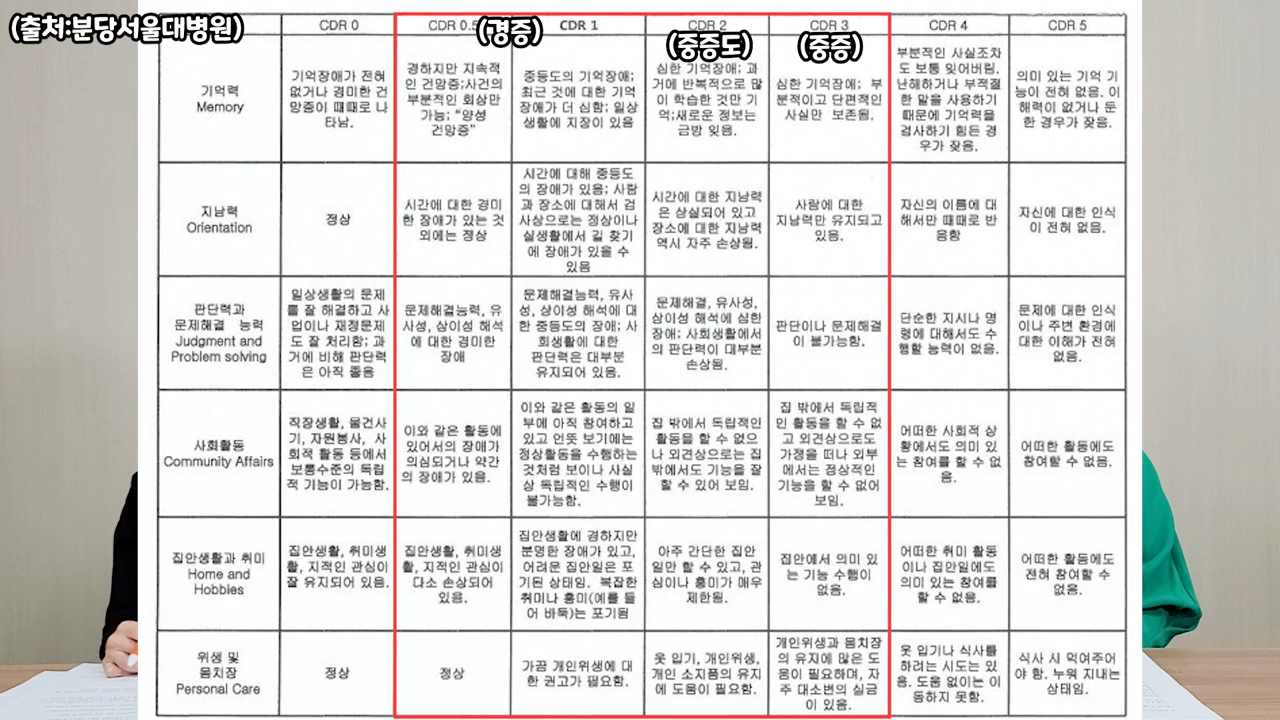 (출처:분당서울대병원)
CDR 0
CDR 0.5
(경증)
CDR 1
CDR 2
(중증도)
CDR 3
(중증)
CDR 4
CDR 5
기억력
Memory
기억장애가 전혀
없거나 경미한 건
망증이 때때로 나
타남.
경하지만 지속적
인 건망증;사건의
부분적인 회상만
가능; "양성
건망증"
중등도의 기억장애;
최근 것에 대한 기억
장애가 더 심함; 일상
생활에 지장이 있음
심한 기억장애; 과
거에 반복적으로 많
이 학습한 것만 기
억;새로운 정보는
금방 잊음.
심한 기억장애; 부
분적이고 단편적인
사실만 보존됨.
부분적인 사실조차
도 보통 잊어버림.
난해하거나 부적절
한 말을 사용하기
때문에 기억력을
검사하기 힘든 경
우가 잦음.
의미 있는 기억 기
능이 전혀 없음. 이
해력이 없거나 둔
한 경우가 잦음.
지남력
Orientation
정상
시간에 대한 경미
한 장애가 있는 것
외에는 정상
시간에 대해 중등도
의 장애가 있음; 사람
과 장소에 대해서 검
사상으로는 정상이나
실생활에서 길 찾기
에 장애가 있을 수
있음
시간에 대한 지남력
은 상실되어 있고
장소에 대한 지남력
역시 자주 손상됨.
사람에 대한
지남력만 유지되고
있음.
자신의 이름에 대
해서만 때때로 반
응함
자신에 대한 인식
이 전혀 없음.
판단력과
문제해결 능력
Judgment and
Problem solving
일상생활의 문제
를 잘 해결하고 사
업이나 재정문제
도 잘 처리함; 과
거에 비해 판단력
은 아직 좋음
문제해결능력, 유
사성, 상이성 해석
에 대한 경미한
장애
문제해결능력, 유사
성, 상이성 해석에 대
한 중등도의 장애; 사
회생활에 대한
판단력은 대부분
유지되어 있음.
문제해결, 유사성,
상이성 해석에 심한
장애; 사회생활에서
의 판단력이 대부분
손상됨.
판단이나 문제해결
이 불가능함.
단순한 지시나 명
령에 대해서도 수
행할 능력이 없음.
문제에 대한 인식
이나 주변 환경에
대한 이해가 전혀
없음.
사회활동
Community Affairs
직장생활, 물건사
기, 자원봉사, 사
회적 활동 등에서
보통수준의 독립
적 기능이 가능함.
이와 같은 활동에
있어서의 장애가
의심되거나 약간
의 장애가 있음.
이와 같은 활동의 일
부에 아직 참여하고
있고 언뜻 보기에는
정상활동을 수행하는
것처럼 보이나 사실
상 독립적인 수행이
불가능함.
집 밖에서 독립적인
활동을 할 수 없으
나 외견상으로는 집
밖에서도 기능을 잘
할 수 있어 보임.
집 밖에서 독립적
인 활동을 할 수 없
고 외견상으로도
가정을 떠나 외부
에서는 정상적인
기능을 할 수 없어
보임.
어떠한 사회적 상
황에서도 의미 있
는 참여를 할 수 없
음.
어떠한 활동에도
참여할 수 없음.
집안생활과 취미
Home and
Hobbies
집안생활, 취미생
활, 지적인 관심이
잘 유지되어 있음.
집안생활, 취미생
활, 지적인 관심이
다소 손상되어
있음.
집안생활에 경하지만
분명한 장애가 있고,
어려운 집안일은 포
기된 상태임. 복잡한
취미나 흥미(예를 들
어 바둑)는 포기됨
아주 간단한 집안
일만 할 수 있고, 관
심이나 흥미가 매우
제한됨.
집안에서 의미 있
는 기능 수행이
없음.
어떠한 취미 활동
이나 집안일에도
의미 있는 참여를
할 수 없음.
어떠한 활동에도
전혀 참여할 수
없음.
위생 및
몸치장
Personal Care
정상
정상
가끔 개인위생에 대
한 권고가 필요함.
옷 입기, 개인위생,
개인 소지품의 유지
에 도움이 필요함.
개인위생과 몸치장
의 유지에 많은 도
움이 필요하며, 자
주 대소변의 실금
이 있음.
옷 입기나 식사를
하려는 시도는 있
음. 도움 없이는 이
동하지 못함.
식사 시 먹여주어
야 함. 누워 지내는
상태임.